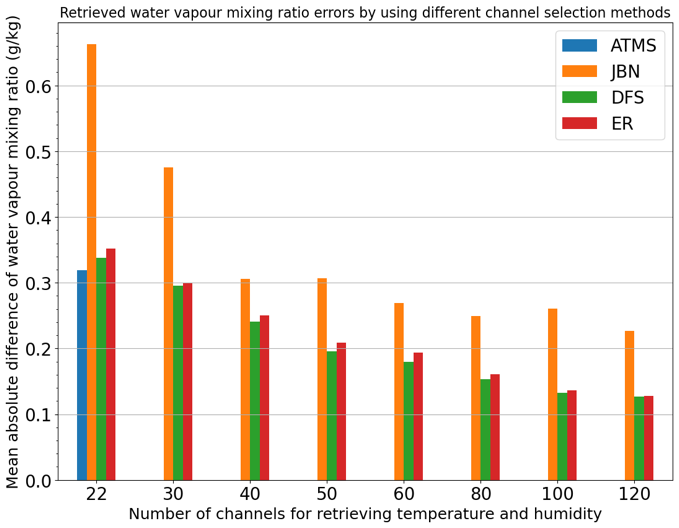 Retrieved water vapour mixing ratio errors by using different channel selection methods
Mean absolute difference of water vapour mixing ratio (g/kg)
0.6
0.5
0.4
0.3
0.2
0.1
0.0
ATMS
JBN
DFS
ER
22 30 40 50 60 80 100 120
Number of channels for retrieving temperature and humidity